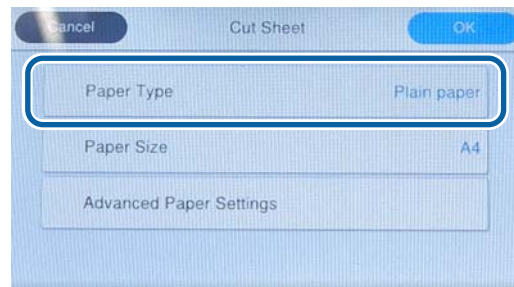 Cancel Cut Sheet OK
Paper Type Plain paper
Paper Size A4
Advanced Paper Settings